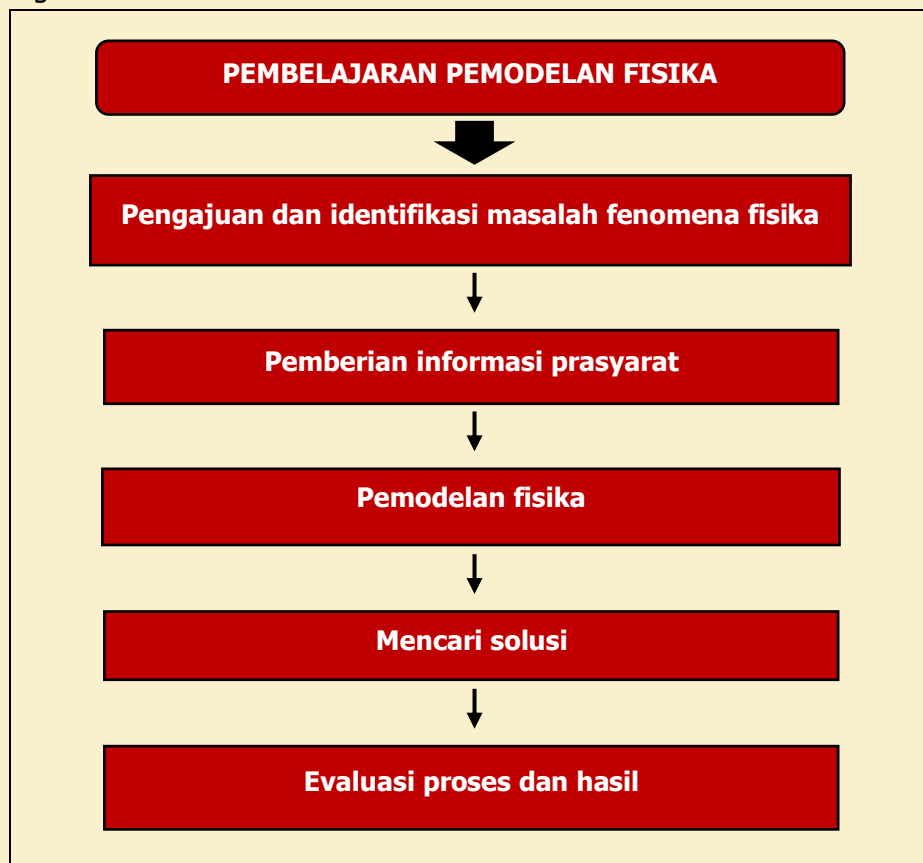 PEMBELAJARAN PEMODELAN FISIKA
Pengajuan dan identifikasi masalah fenomena fisika
Pemberian informasi prasyarat
Pemodelan fisika
Mencari solusi
Evaluasi proses dan hasil